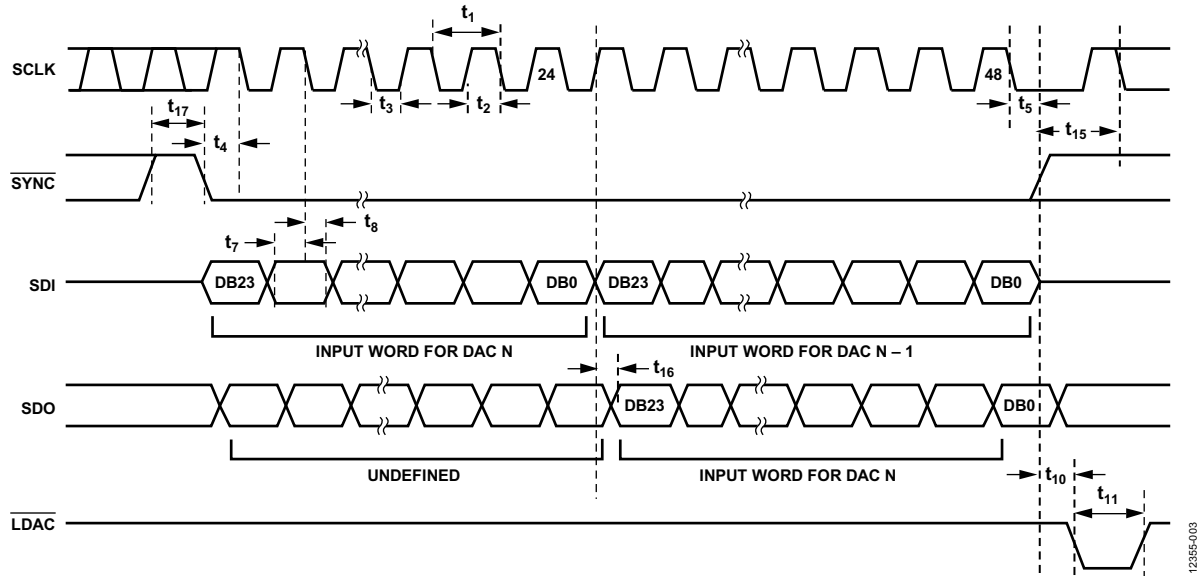 t1
SCLK
24
48
t3
t2
t5
t17
t4
t15
SYNC
t7
t8
SDI
DB23
DB0
DB23
DB0
INPUT WORD FOR DAC N
INPUT WORD FOR DAC N – 1
t16
SDO
DB23
DB0
UNDEFINED
INPUT WORD FOR DAC N
t10
t11
LDAC
12355-003